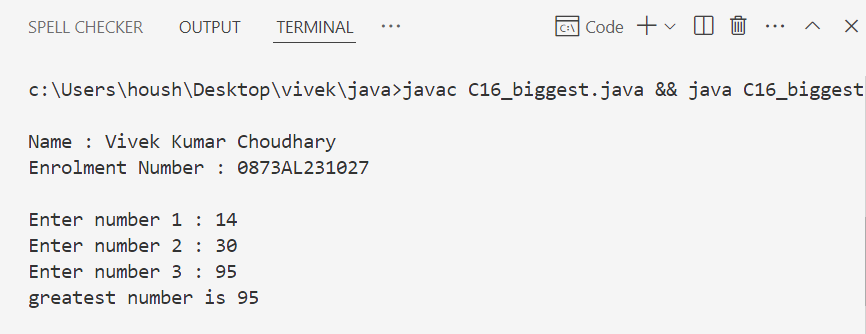 SPELL CHECKER OUTPUT TERMINAL ··· Code
c:\Users\housh\Desktop\vivek\java>javac C16_biggest.java && java C16_biggest
Name : Vivek Kumar Choudhary
Enrolment Number : 0873AL231027
Enter number 1 : 14
Enter number 2 : 30
Enter number 3 : 95
greatest number is 95